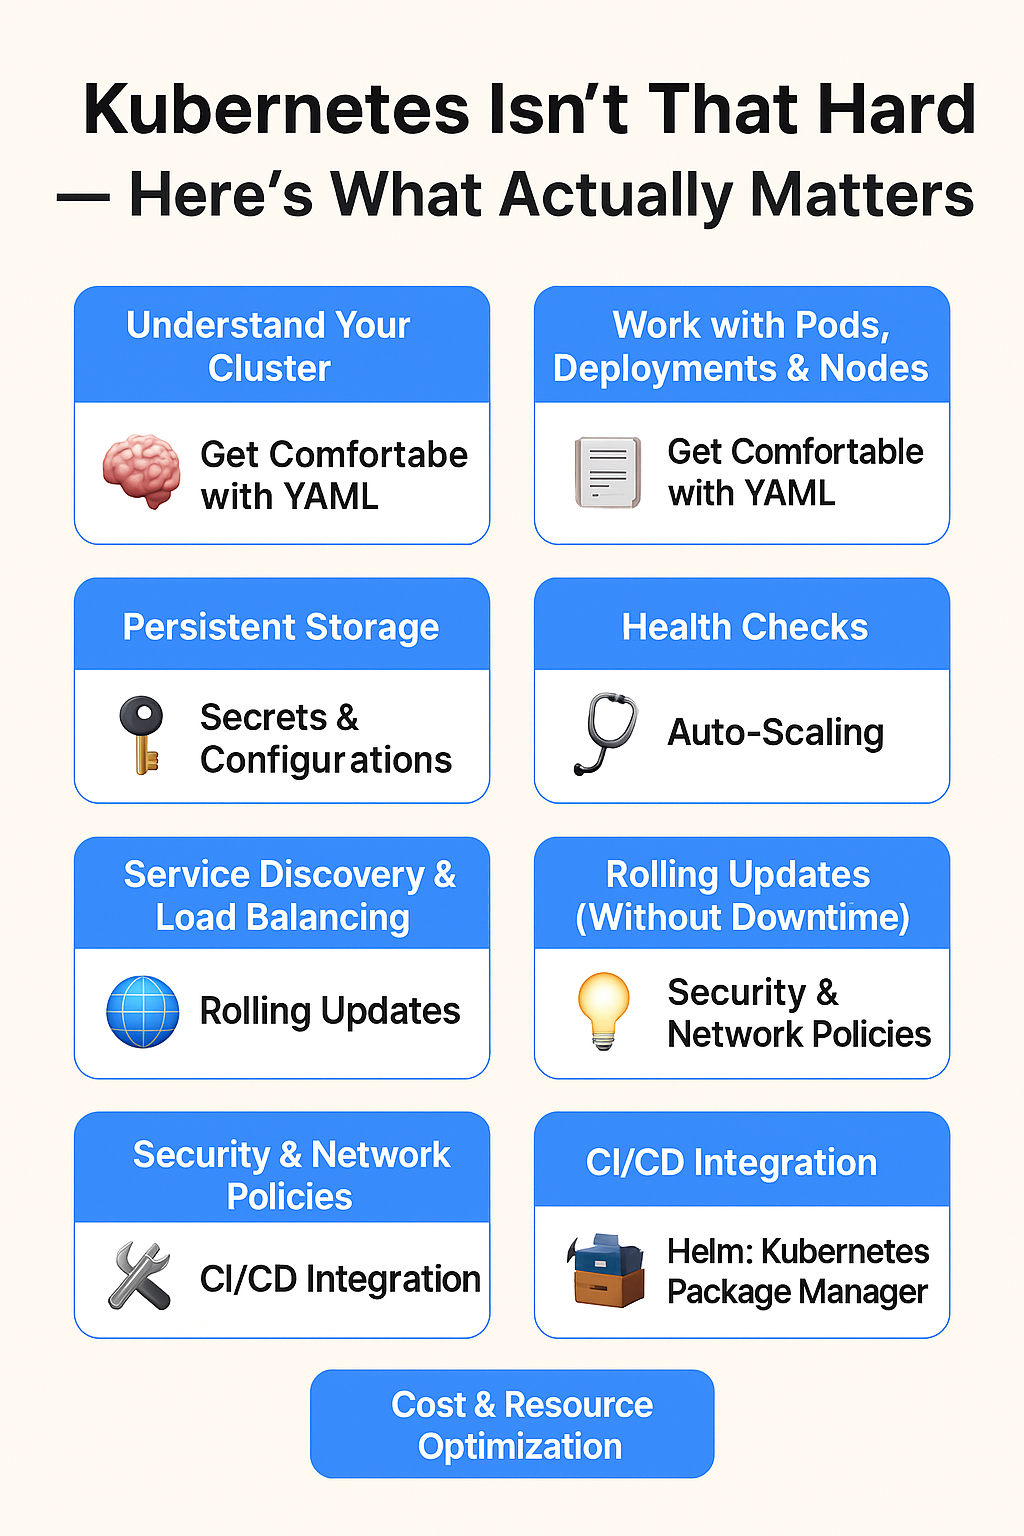 Kubernetes Isn’t That Hard
— Here’s What Actually Matters
Understand Your
Cluster
Get Comfortabe
with YAML
Work with Pods,
Deployments & Nodes
Get Comfortable
with YAML
Persistent Storage
Secrets &
Configurations
Health Checks
Auto-Scaling
Service Discovery &
Load Balancing
Rolling Updates
Rolling Updates
(Without Downtime)
Security &
Network Policies
Security & Network
Policies
CI/CD Integration
CI/CD Integration
Helm: Kubernetes
Package Manager
Cost & Resource
Optimization